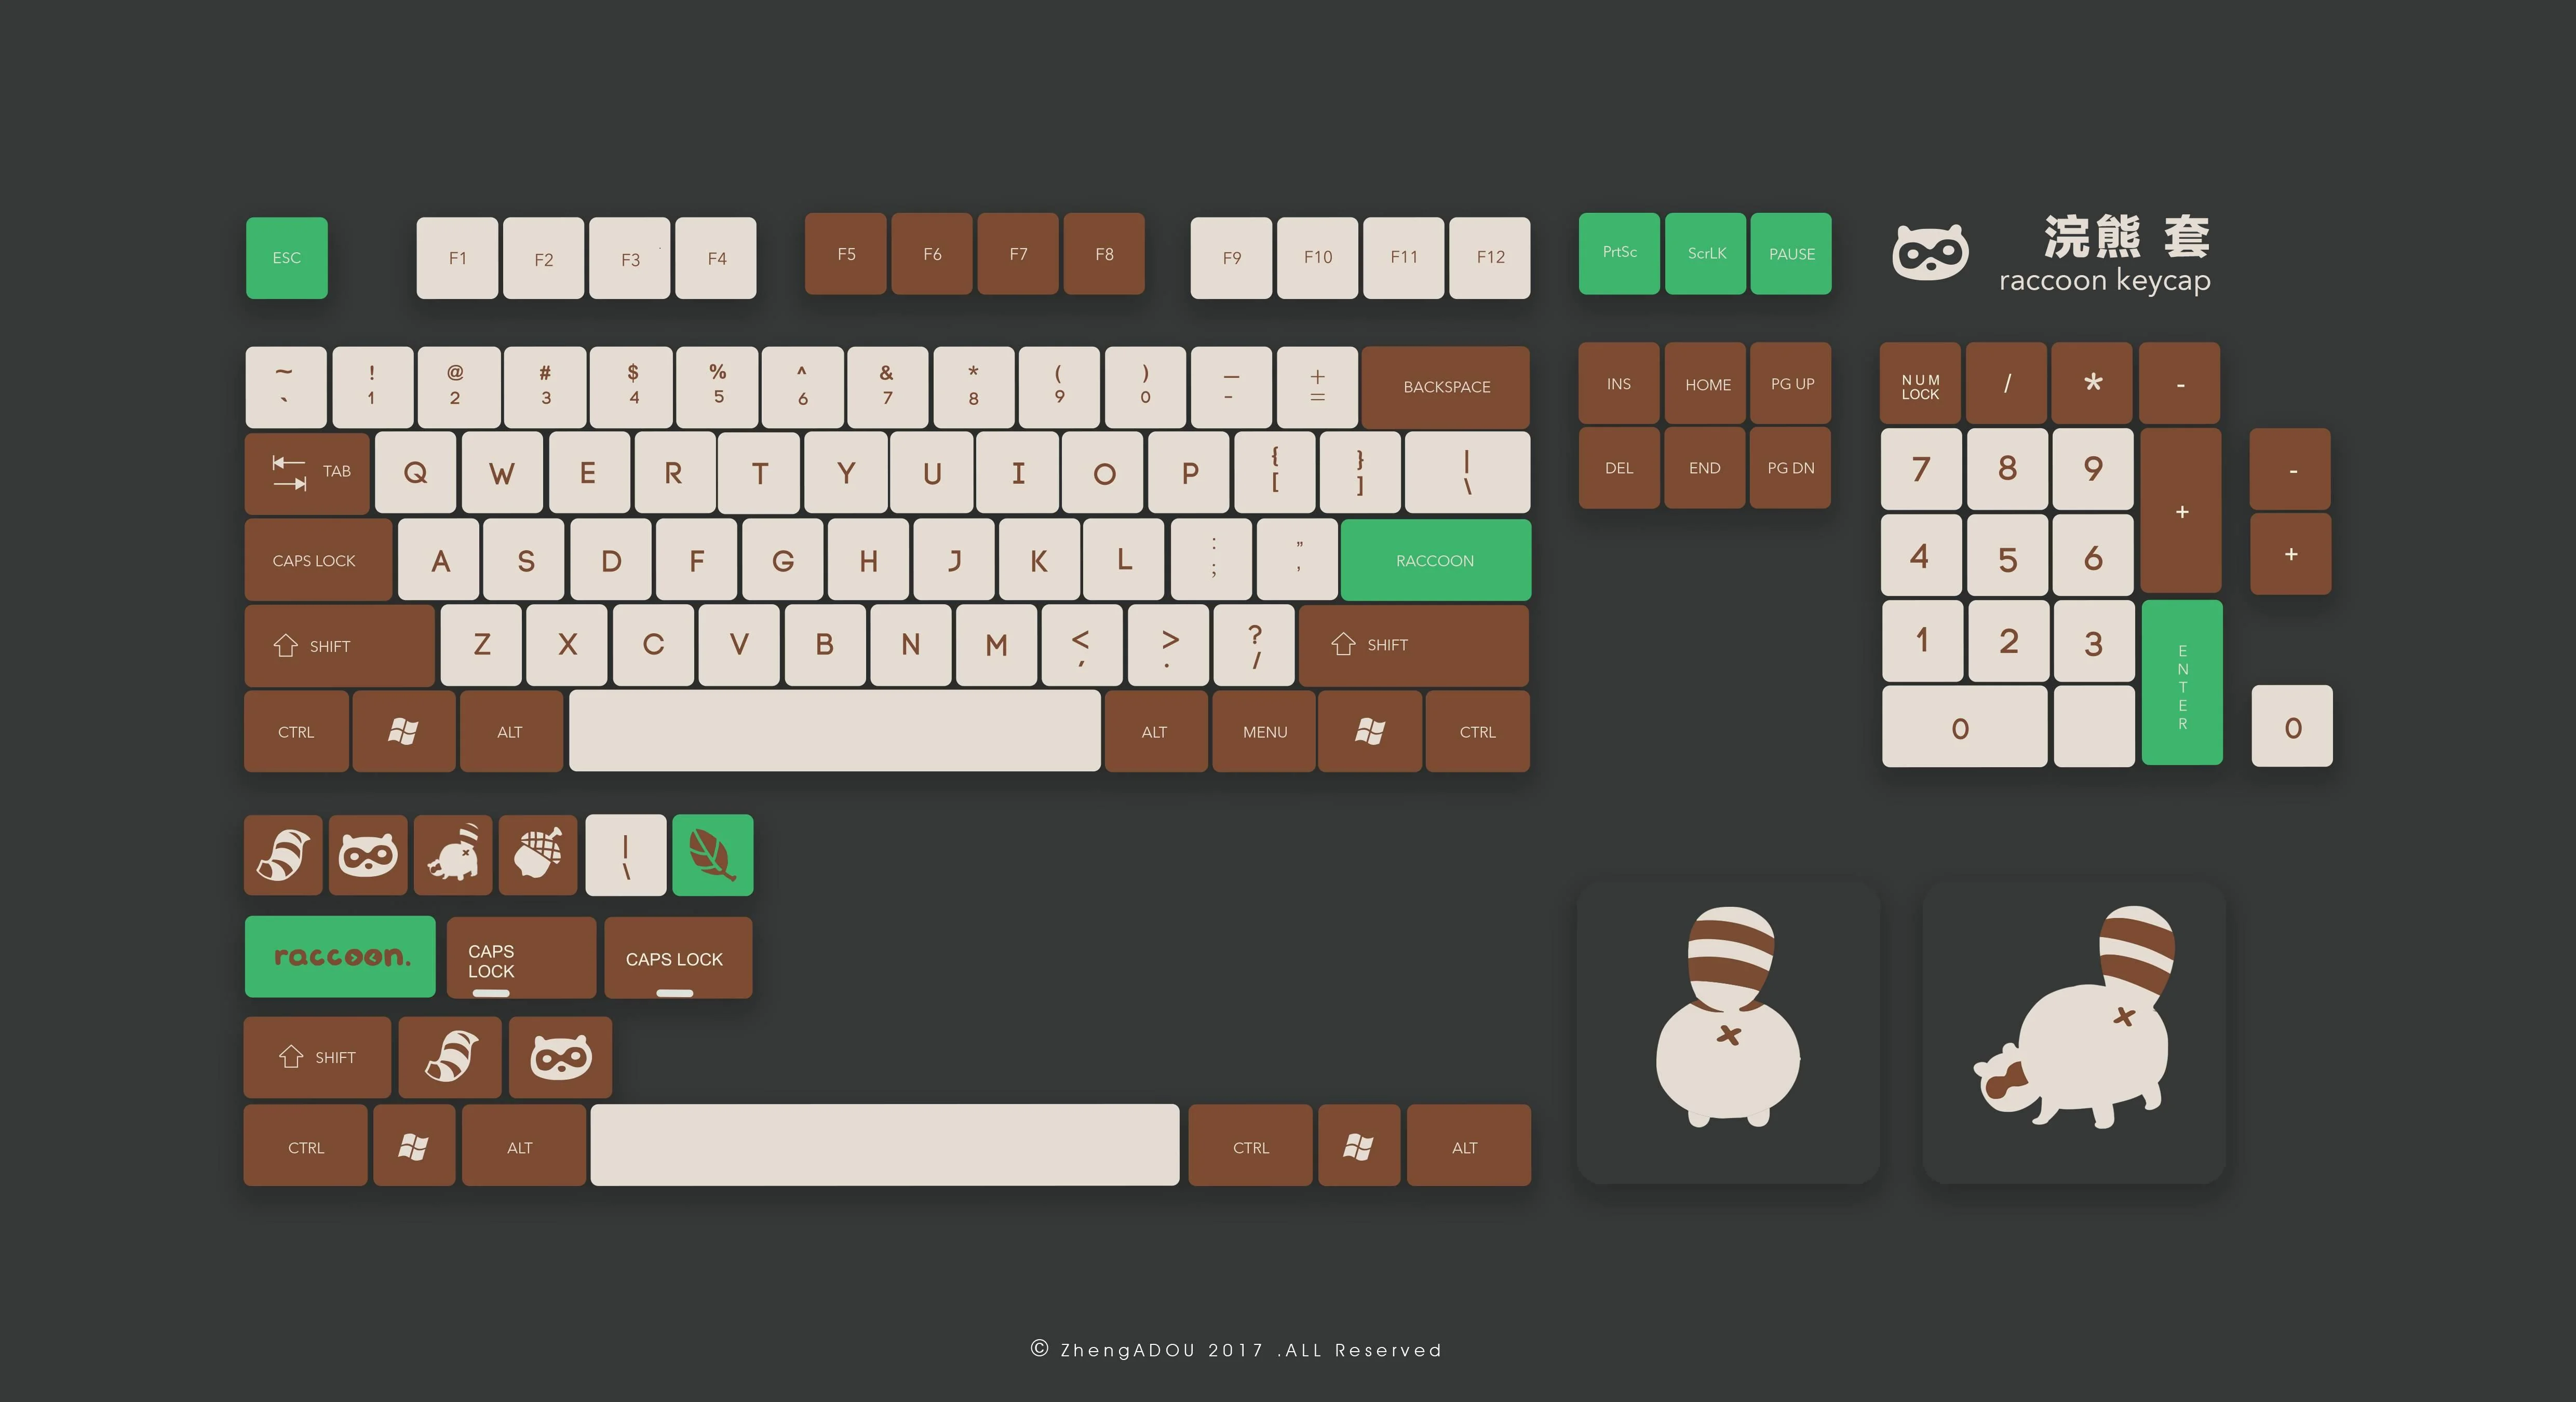 ESC F1 F2 F3 F4 F5 F6 F7 F8 F9 F10 F11 F12 PrtSc ScrLK PAUSE
浣熊 套
raccoon keycap
~ ! @ # $ % ^ & * ( ) — +
` 1 2 3 4 5 6 7 8 9 0 - =
BACKSPACE
INS HOME PG UP
NUM
LOCK
/ * -
TAB Q W E R T Y U I O P { } |
[ ] \
DEL END PG DN
7 8 9 + -
CAPS LOCK A S D F G H J K L : ”
; ,
RACCOON
4 5 6 +
SHIFT Z X C V B N M < > ?
, . /
SHIFT
1 2 3
E
N
T
E
R
CTRL ALT ALT MENU CTRL
0 0
|
\
raccoon.
CAPS
LOCK
CAPS LOCK
SHIFT
CTRL ALT CTRL ALT
© ZhengADOU 2017 .ALL Reserved